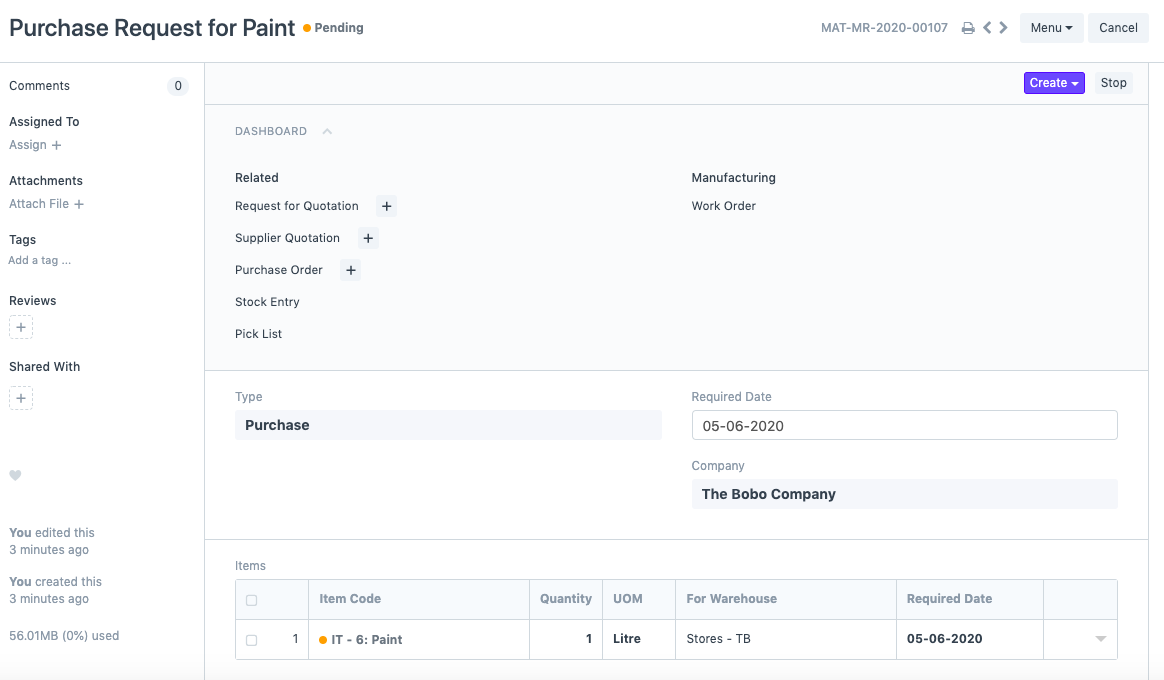 Purchase Request for Paint Pending MAT-MR-2020-00107 Menu Cancel
Comments 0
Assigned To
Assign +
Attachments
Attach File +
Tags
Add a tag ...
Reviews
+
Shared With
+
You edited this
3 minutes ago
You created this
3 minutes ago
56.01MB (0%) used
Create Stop
DASHBOARD
Related
Request for Quotation +
Supplier Quotation +
Purchase Order +
Stock Entry
Pick List
Manufacturing
Work Order
Type
Purchase
Required Date
05-06-2020
Company
The Bobo Company
Items
Item Code Quantity UOM For Warehouse Required Date
1 IT - 6: Paint 1 Litre Stores - TB 05-06-2020